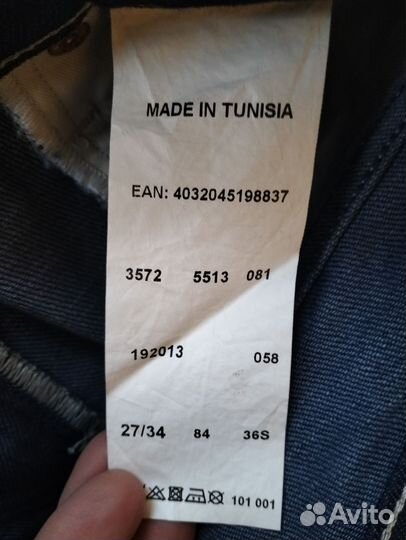 MADE IN TUNISIA
EAN: 4032045198837
3572 5513 081
192013 058
27/34 84 36S
101 001
Avito